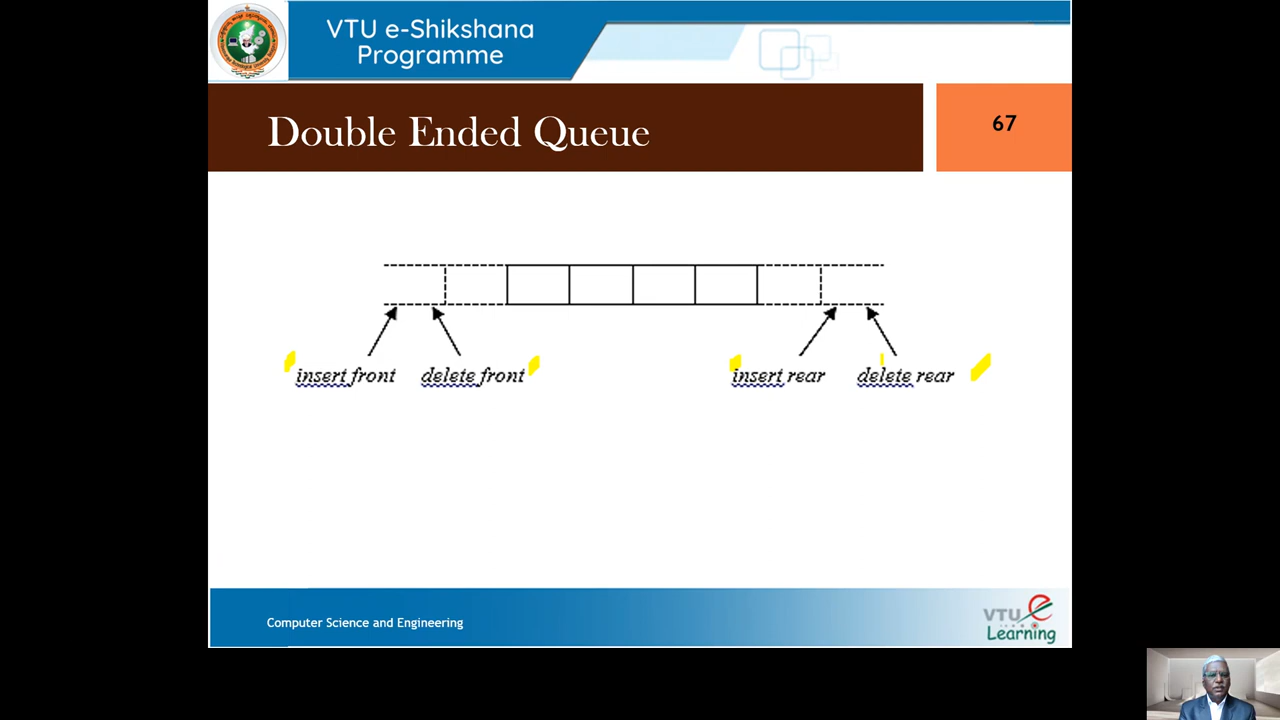 VTU e-Shikshana
Programme
Double Ended Queue
67
insert front delete front insert rear delete rear
Computer Science and Engineering
VTU e
Learning